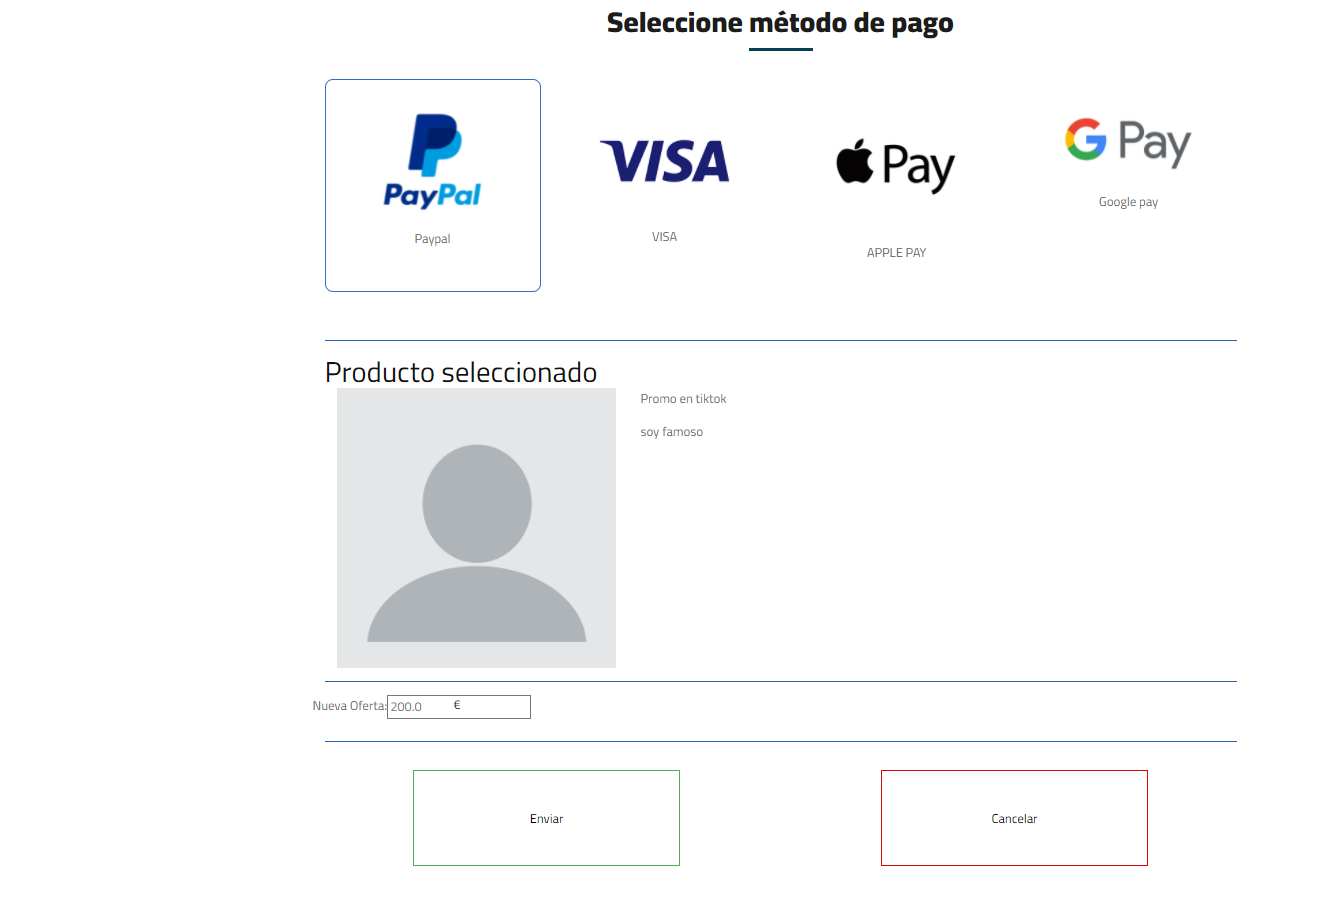 Seleccione método de pago
PayPal
VISA
Pay
G Pay
Paypal
VISA
APPLE PAY
Google pay
Producto seleccionado
Promo en tiktok
soy famoso
Nueva Oferta: 200.0 €
Enviar
Cancelar